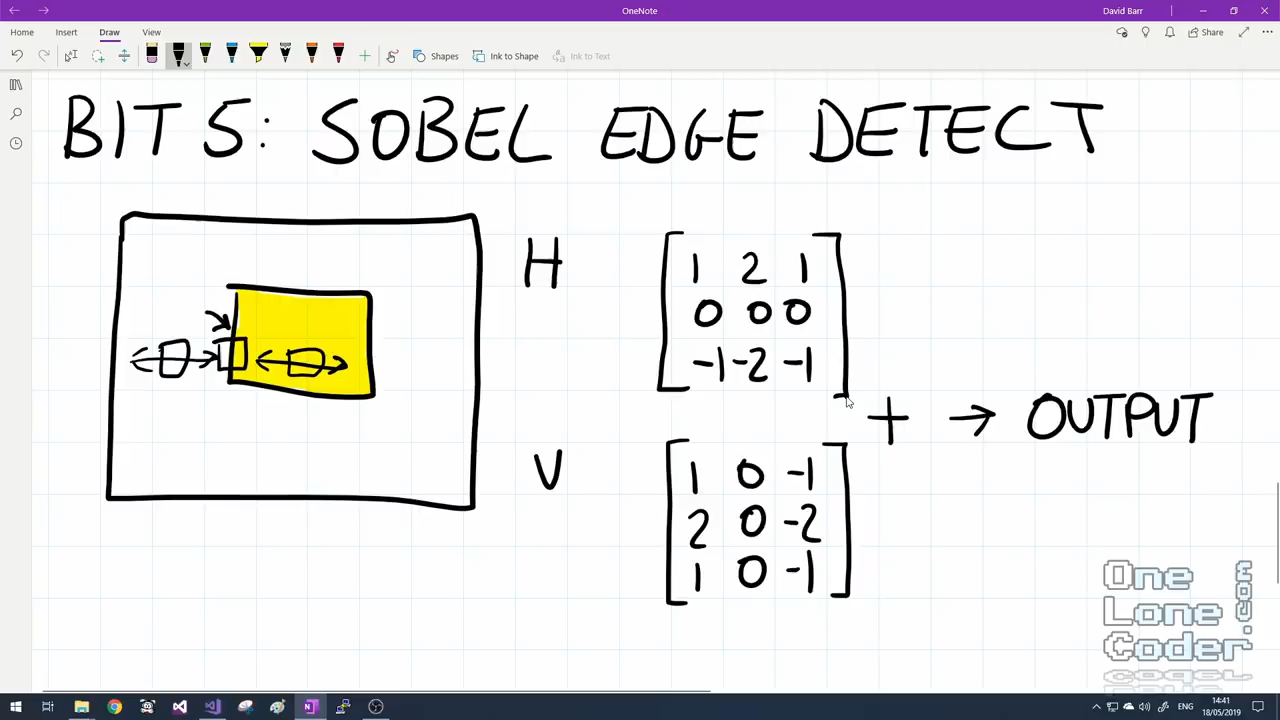 OneNote
David Barr
Home Insert Draw View
Share
Shapes Ink to Shape Ink to Text
BIT 5: SOBEL EDGE DETECT
H
1 2 1
0 0 0
-1 -2 -1
+ → OUTPUT
V
1 0 -1
2 0 -2
1 0 -1
One
Lone
Coder
.com
ENG
14:41
18/05/2019